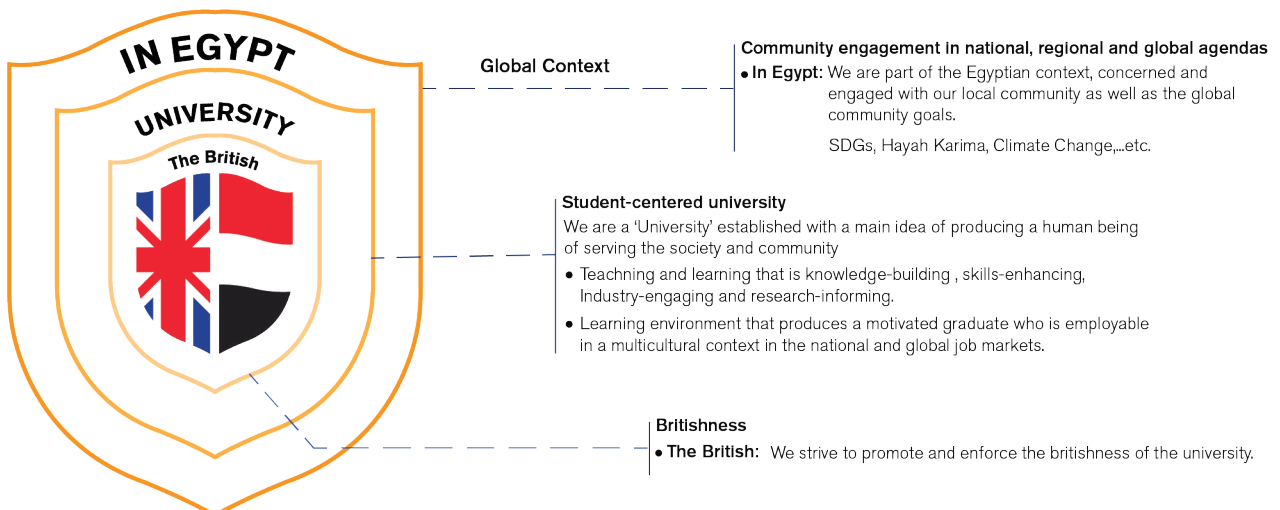 IN EGYPT
UNIVERSITY
The British
Global Context
Community engagement in national, regional and global agendas
• In Egypt: We are part of the Egyptian context, concerned and
engaged with our local community as well as the global
community goals.
SDGs, Hayah Karima, Climate Change,...etc.
Student-centered university
We are a ‘University’ established with a main idea of producing a human being
of serving the society and community
• Teachning and learning that is knowledge-building , skills-enhancing,
Industry-engaging and research-informing.
• Learning environment that produces a motivated graduate who is employable
in a multicultural context in the national and global job markets.
Britishness
• The British: We strive to promote and enforce the britishness of the university.